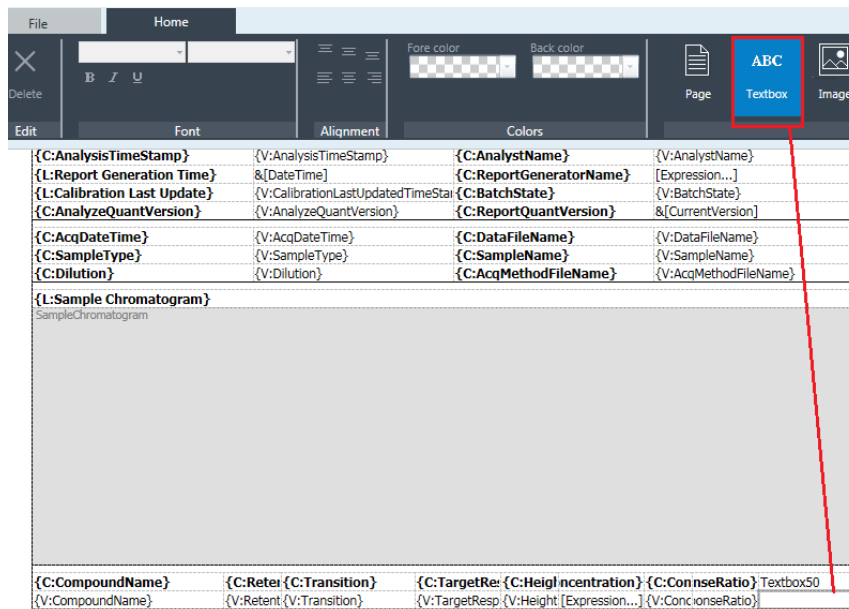 File Home
Fore color Back color
B I U
ABC
Delete Page Textbox Image
Edit Font Alignment Colors
{C:AnalysisTimeStamp} {V:AnalysisTimeStamp} {C:AnalystName} {V:AnalystName}
{L:Report Generation Time} &[DateTime] {C:ReportGeneratorName} [Expression...]
{L:Calibration Last Update} {V:CalibrationLastUpdatedTimeStar {C:BatchState} {V:BatchState}
{C:AnalyzeQuantVersion} {V:AnalyzeQuantVersion} {C:ReportQuantVersion} &[CurrentVersion]
{C:AcqDateTime} {V:AcqDateTime} {C:DataFileName} {V:DataFileName}
{C:SampleType} {V:SampleType} {C:SampleName} {V:SampleName}
{C:Dilution} {V:Dilution} {C:AcqMethodFileName} {V:AcqMethodFileName}
{L:Sample Chromatogram}
SampleChromatogram
{C:CompoundName} {C:Reter {C:Transition} {C:TargetRe: {C:Heigl ncentration} {C:Con nseRatio} Textbox50
{V:CompoundName} {V:Retent {V:Transition} {V:TargetResp {V:Height [Expression...] {V:Conc onseRatio}